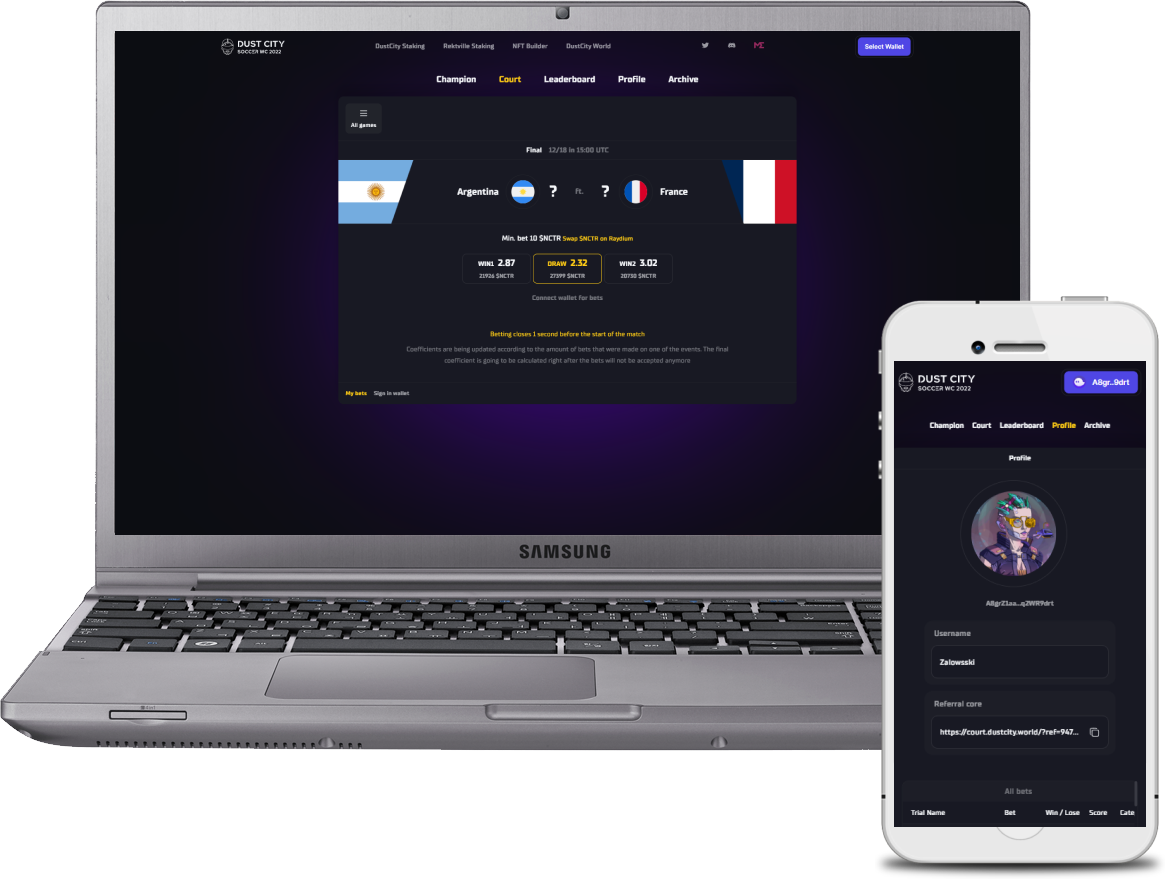 DUST CITY
SOCCER WC 2022
DustCity Staking Rektville Staking NFT Builder DustCity World
Select Wallet
Champion Court Leaderboard Profile Archive
All games
Final 12/18 in 15:00 UTC
Argentina ? ft. ? France
Min. bet 10 $NCTR Swap $NCTR on Raydium
WIN1 2.87 DRAW 2.32 WIN2 3.02
21926 $NCTR 27399 $NCTR 20730 $NCTR
Connect wallet for bets
Betting closes 1 second before the start of the match
Coefficients are being updated according to the amount of bets that were made on one of the events. The final
coefficient is going to be calculated right after the bets will not be accepted anymore
My bets Sign in wallet
SAMSUNG
DUST CITY
SOCCER WC 2022
A8gr..9drt
Champion Court Leaderboard Profile Archive
Profile
A8grZ1aa...q2WR9drt
Username
Zalowsski
Referral core
https://court.dustcity.world/?ref=947...
All bets
Trial Name Bet Win / Lose Score Cate